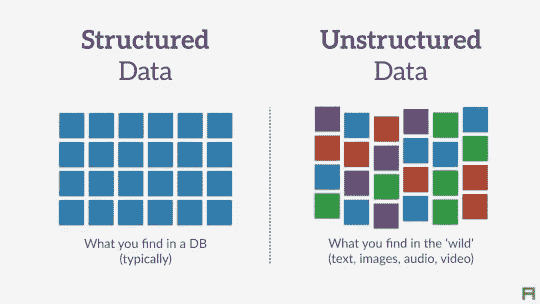 Structured
Data
Unstructured
Data
What you find in a DB
(typically)
What you find in the 'wild'
(text, images, audio, video)